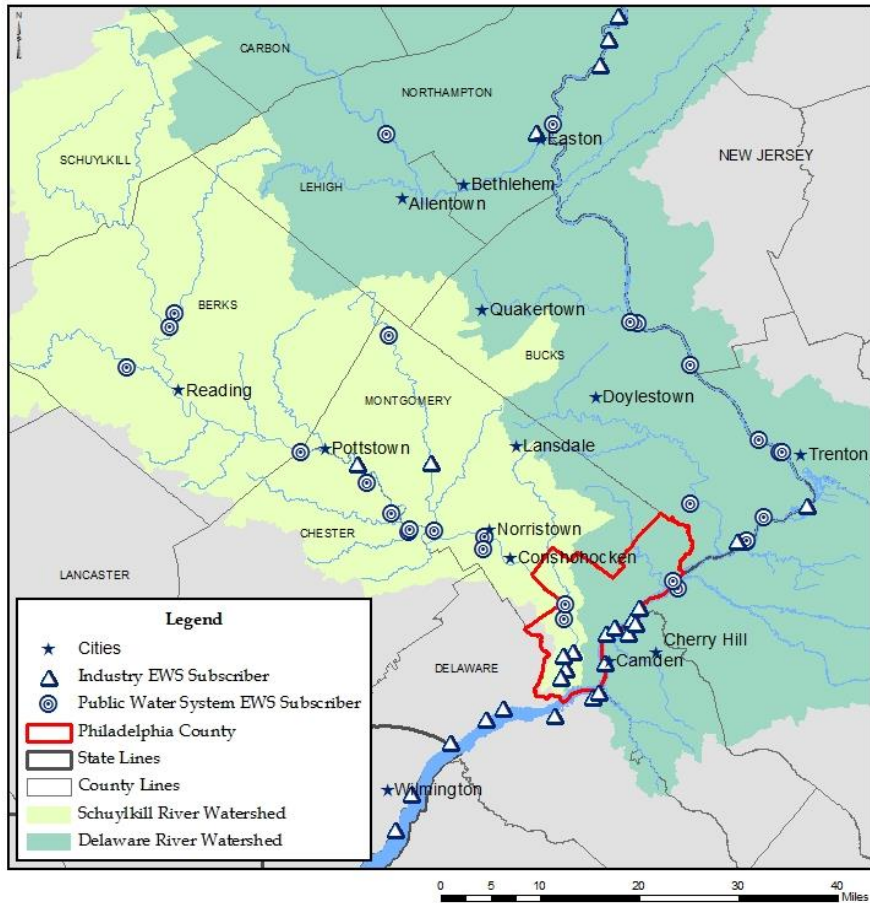 N
CARBON
NORTHAMPTON
SCHUYLKILL
Easton
NEW JERSEY
LEHIGH
Bethlehem
Allentown
BERKS
Quakertown
BUCKS
Reading
MONTGOMERY
Doylestown
Pottstown
Lansdale
Trenton
CHESTER
Norristown
Conshohocken
LANCASTER
Cherry Hill
DELAWARE
Camden
Wilmington
Legend
Cities
Industry EWS Subscriber
Public Water System EWS Subscriber
Philadelphia County
State Lines
County Lines
Schuylkill River Watershed
Delaware River Watershed
0 5 10 20 30 40
Miles